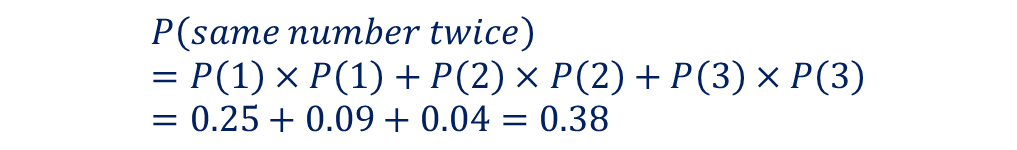 P(same number twice)
= P(1) × P(1) + P(2) × P(2) + P(3) × P(3)
= 0.25 + 0.09 + 0.04 = 0.38